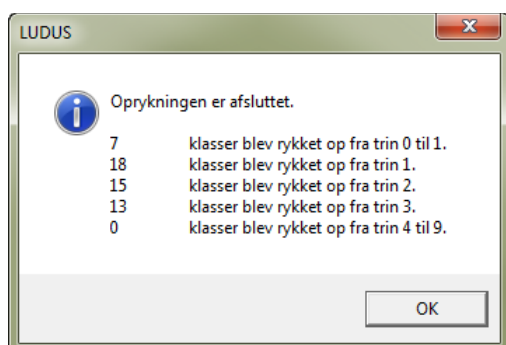 LUDUS
Oprykningen er afsluttet.
7 klasser blev rykket op fra trin 0 til 1.
18 klasser blev rykket op fra trin 1.
15 klasser blev rykket op fra trin 2.
13 klasser blev rykket op fra trin 3.
0 klasser blev rykket op fra trin 4 til 9.
OK